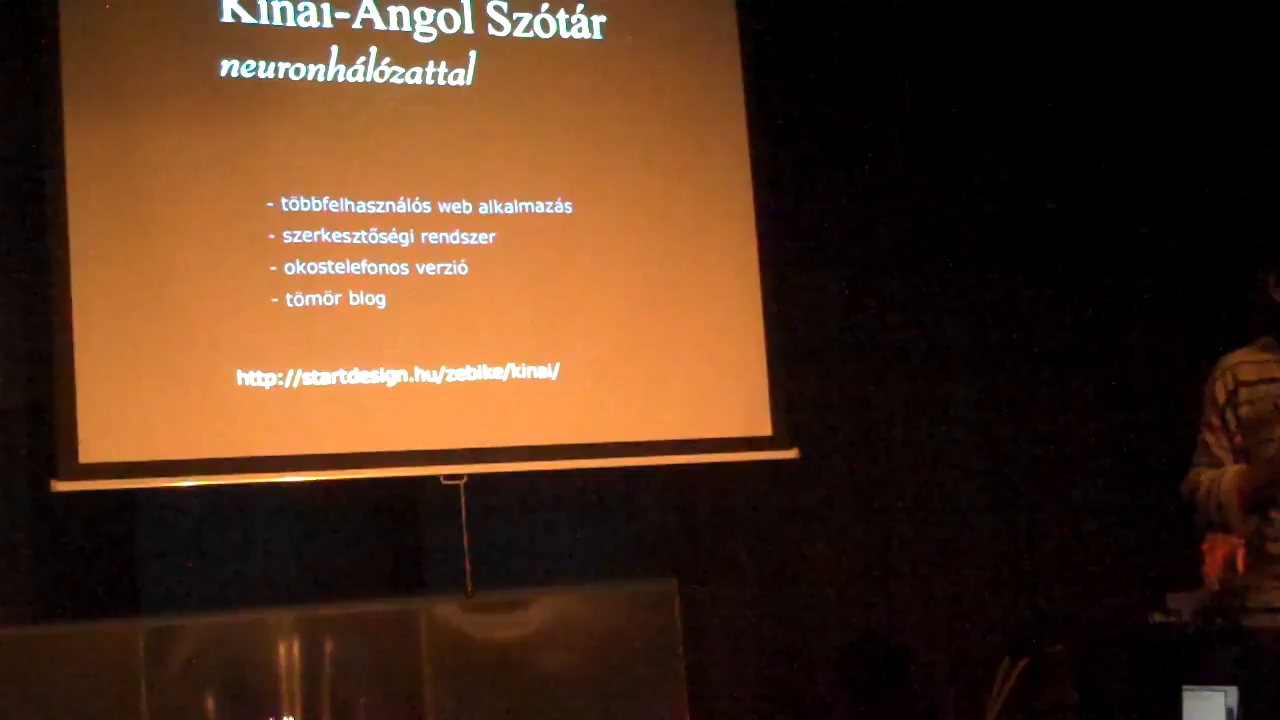 Kínai-Angol Szótár
neuronhálózattal
- többfelhasználós web alkalmazás
- szerkesztőségi rendszer
- okostelefonos verzió
- tömör blog
http://startdesign.hu/zebike/kinai/